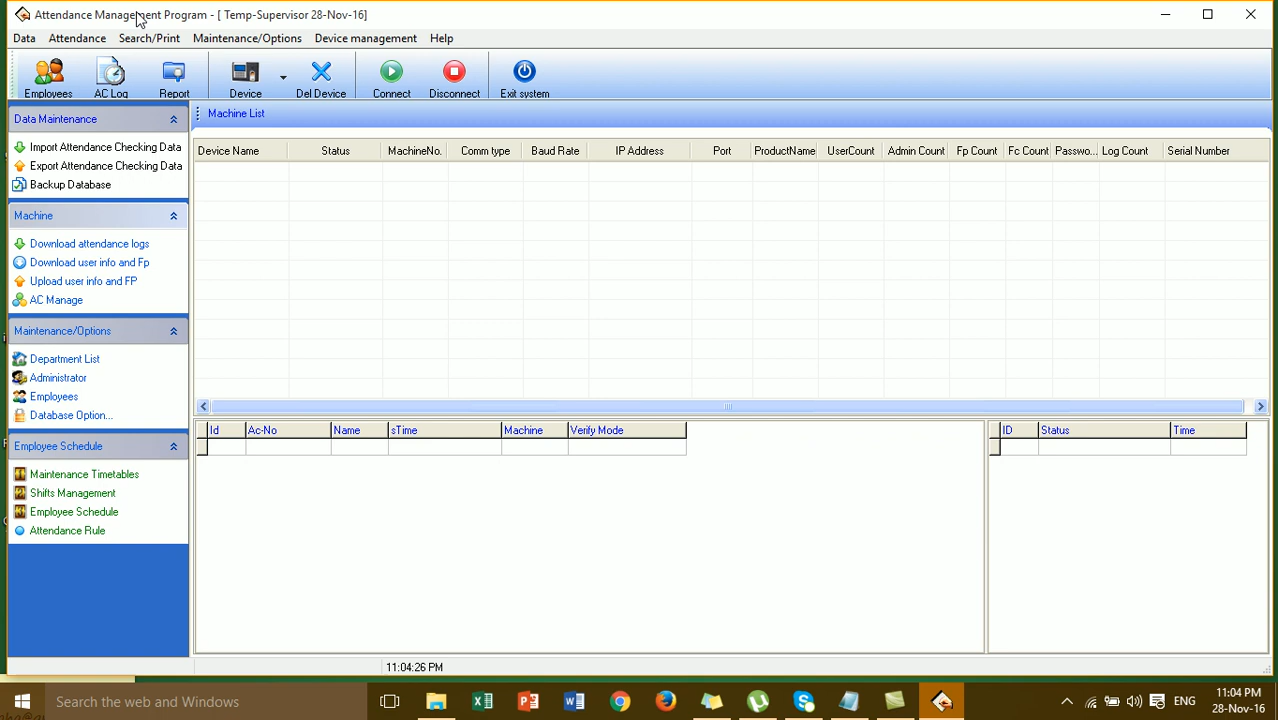 Attendance Management Program - [ Temp-Supervisor 28-Nov-16]
Data Attendance Search/Print Maintenance/Options Device management Help
Employees AC Log Report Device Del Device Connect Disconnect Exit system
Data Maintenance
Import Attendance Checking Data
Export Attendance Checking Data
Backup Database
Machine
Download attendance logs
Download user info and Fp
Upload user info and FP
AC Manage
Maintenance/Options
Department List
Administrator
Employees
Database Option...
Employee Schedule
Maintenance Timetables
Shifts Management
Employee Schedule
Attendance Rule
Machine List
Device Name Status MachineNo. Comm type Baud Rate IP Address Port ProductName UserCount Admin Count Fp Count Fc Count Passwo... Log Count Serial Number
Id Ac-No Name sTime Machine Verify Mode
ID Status Time
11:04:26 PM
Search the web and Windows
ENG
11:04 PM
28-Nov-16